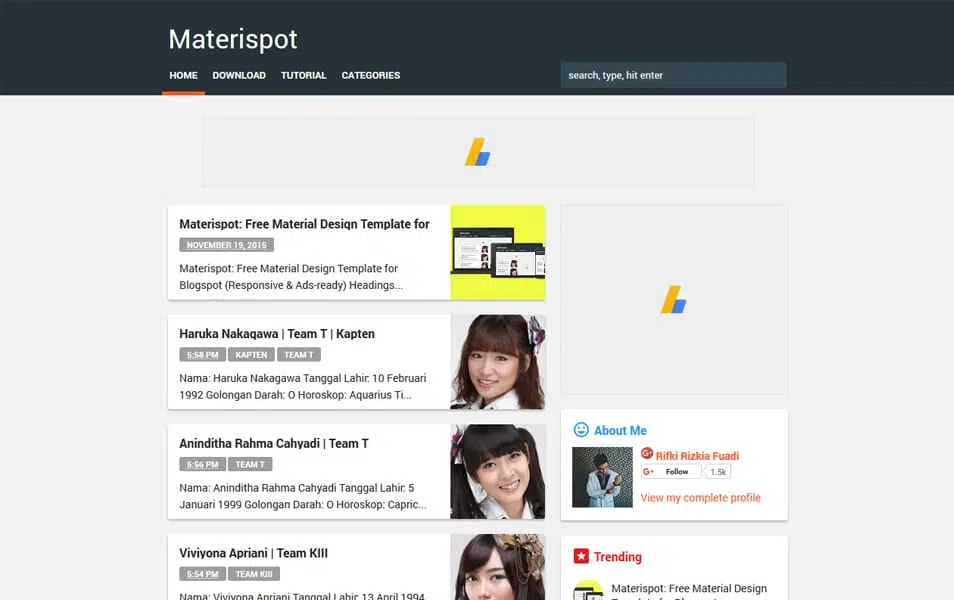 Materispot
HOME DOWNLOAD TUTORIAL CATEGORIES
search, type, hit enter
Materispot: Free Material Design Template for
NOVEMBER 19, 2015
Materispot: Free Material Design Template for
Blogspot (Responsive & Ads-ready) Headings...
Haruka Nakagawa | Team T | Kapten
5:58 PM KAPTEN TEAM T
Nama: Haruka Nakagawa Tanggal Lahir: 10 Februari
1992 Golongan Darah: O Horoskop: Aquarius Ti...
Aninditha Rahma Cahyadi | Team T
5:56 PM TEAM T
Nama: Aninditha Rahma Cahyadi Tanggal Lahir: 5
Januari 1999 Golongan Darah: O Horoskop: Capric...
Viviyona Apriani | Team KIII
5:54 PM TEAM KIII
Nama: Viviyona Apriani Tanggal Lahir: 13 April 1994
About Me
Rifki Rizkia Fuadi
G+ Follow 1.5k
View my complete profile
Trending
Materispot: Free Material Design